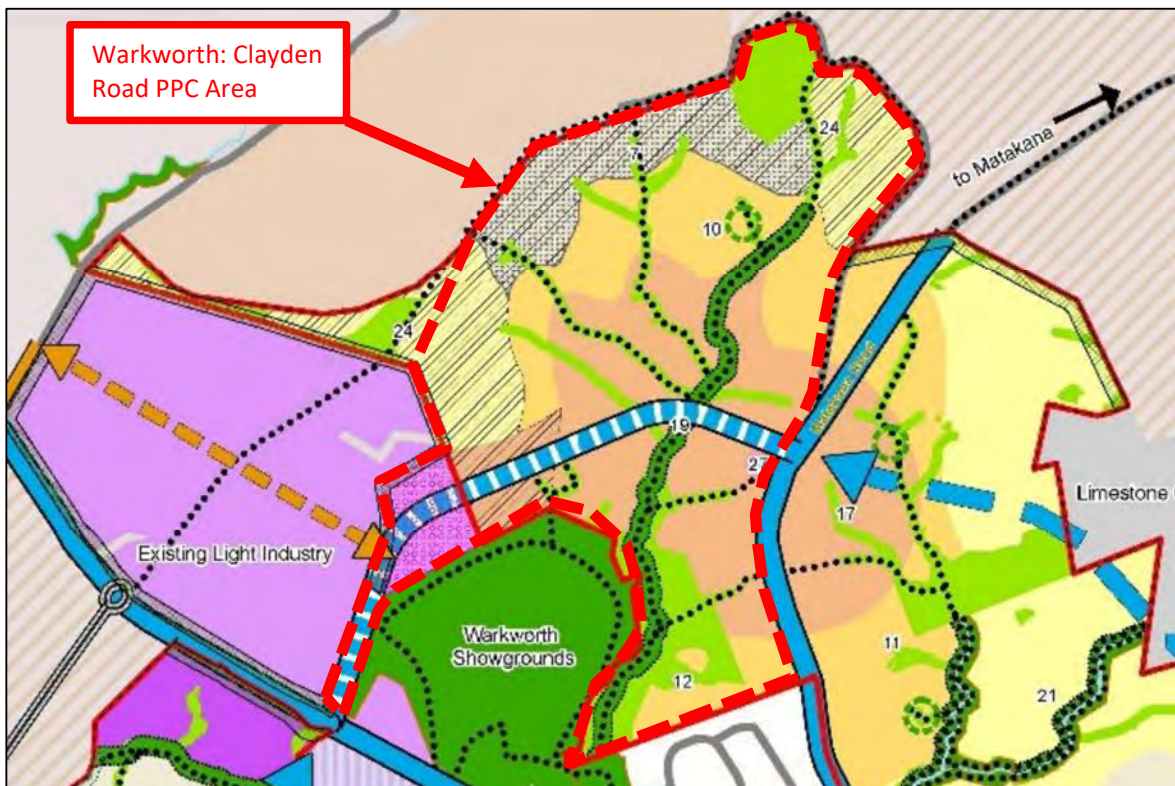 Warkworth: Clayden
Road PPC Area
24
7
to Matakana
10
24
19
27
Limestone
17
Existing Light Industry
Warkworth
Showgrounds
12
11
21